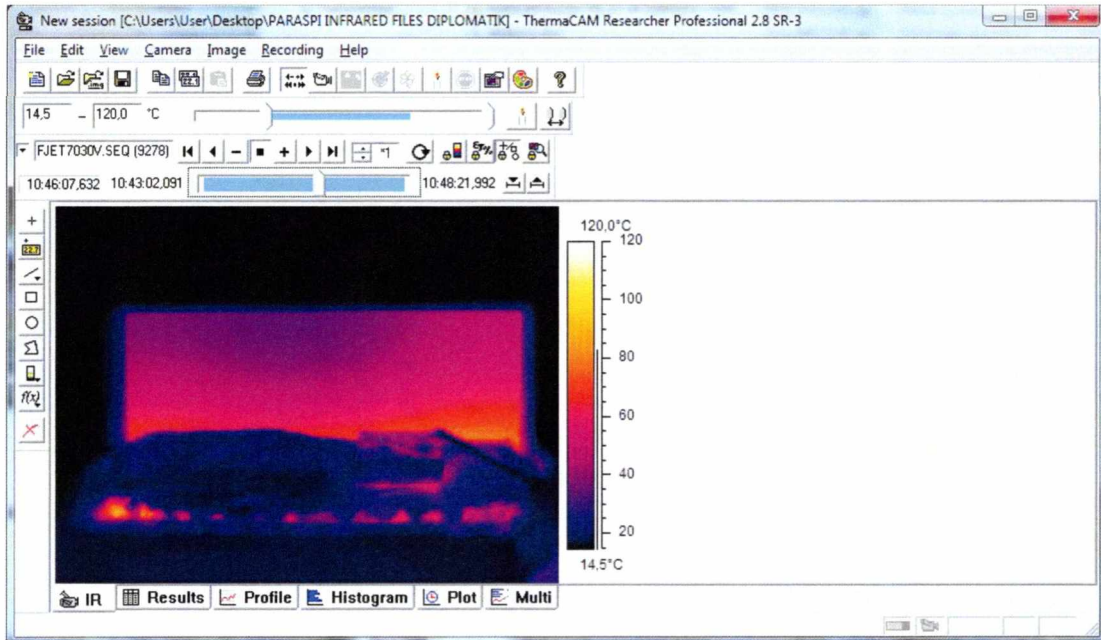 New session [C:\Users\User\Desktop\PARASPI INFRARED FILES DIPLOMATIK] - ThermaCAM Researcher Professional 2.8 SR-3
File Edit View Camera Image Recording Help
14,5 - 120,0 °C
FJET7030V.SEQ (9278) *1
10:46:07,632 10:43:02,091 10:48:21,992
120,0°C
120
100
80
60
40
20
14,5°C
f(x)
IR Results Profile Histogram Plot Multi